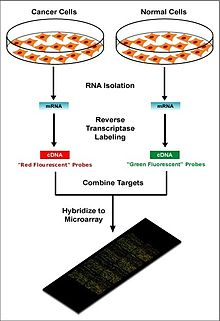 Cancer Cells
Normal Cells
RNA Isolation
mRNA
mRNA
Reverse
Transcriptase
Labeling
cDNA
cDNA
"Red Flourescent" Probes
"Green Fluorescent" Probes
Combine Targets
Hybridize to
Microarray